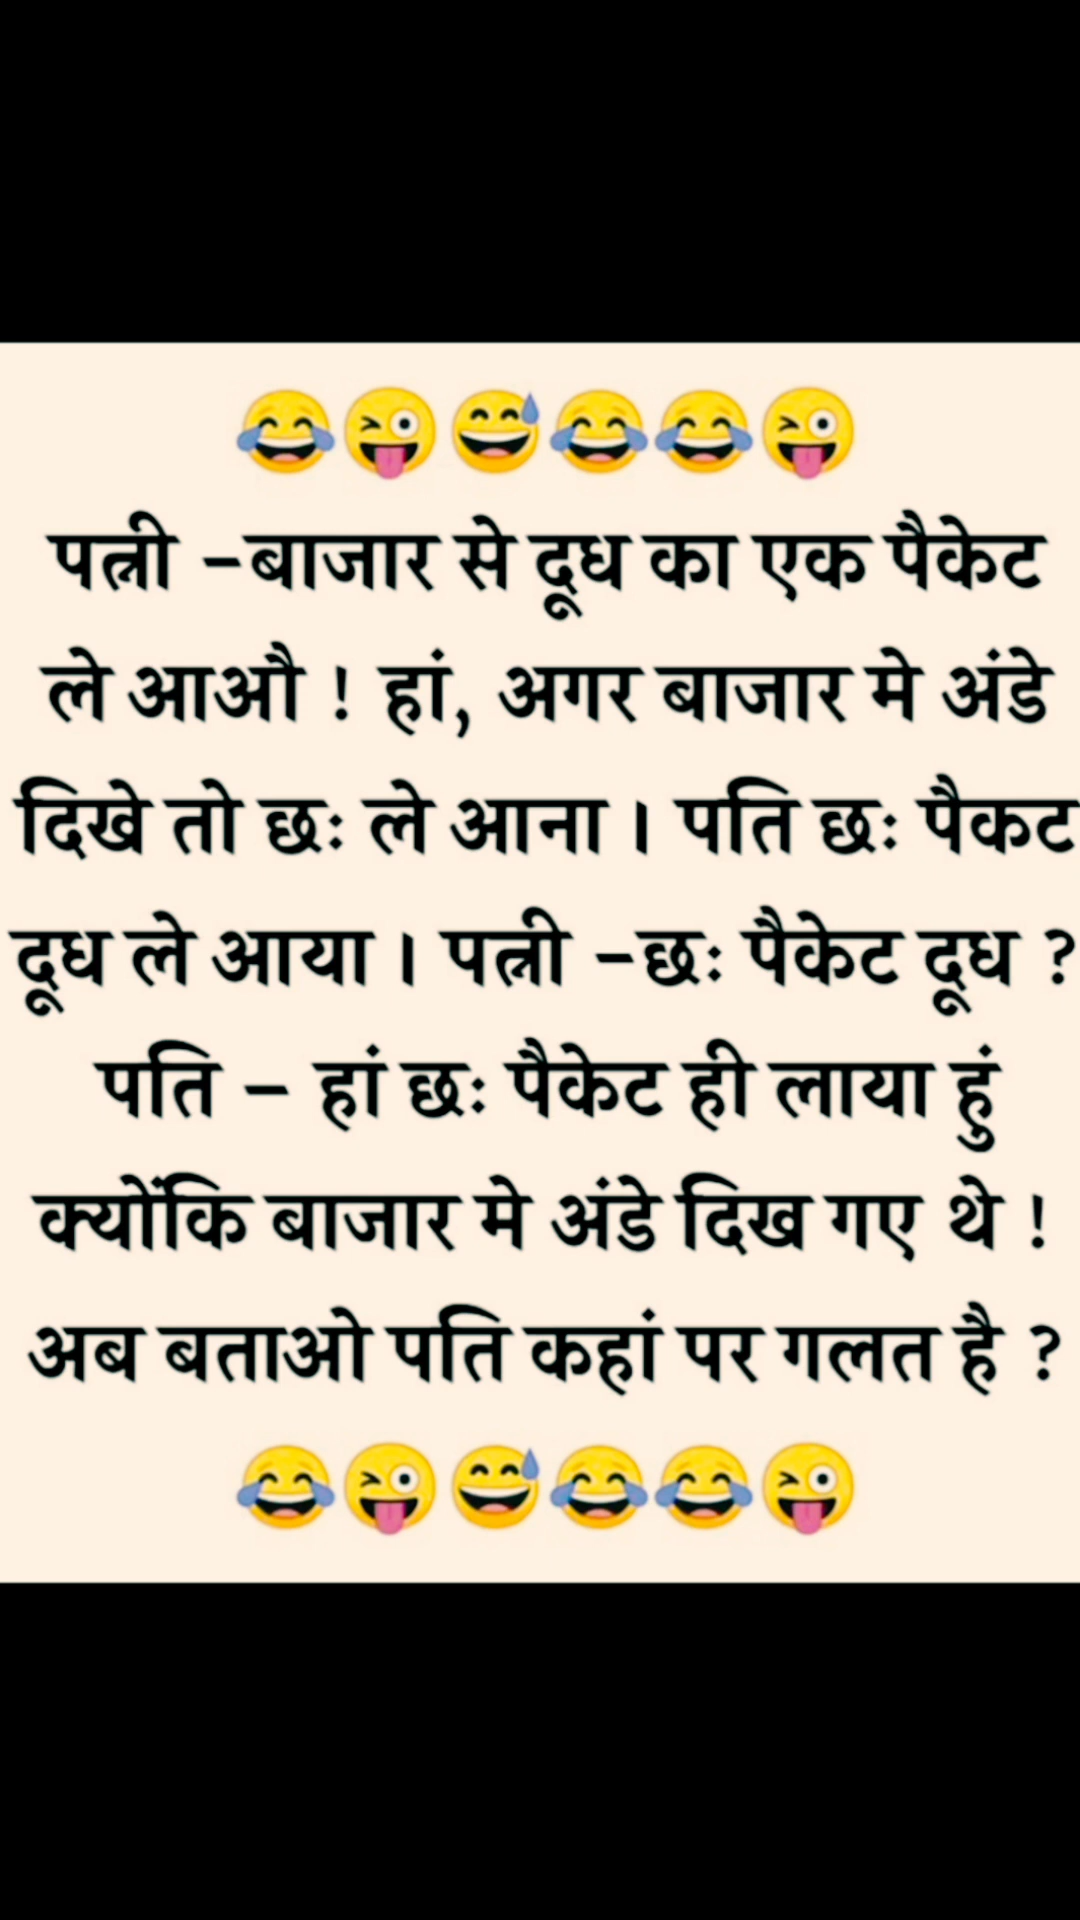 😂😜😅😂😂😜
पत्नी -बाजार से दूध का एक पैकेट
ले आऔ ! हां, अगर बाजार मे अंडे
दिखे तो छः ले आना । पति छः पैकट
दूध ले आया । पत्नी -छः पैकेट दूध ?
पति - हां छः पैकेट ही लाया हुं
क्योंकि बाजार मे अंडे दिख गए थे !
अब बताओ पति कहां पर गलत है ?
😂😜😅😂😂😜